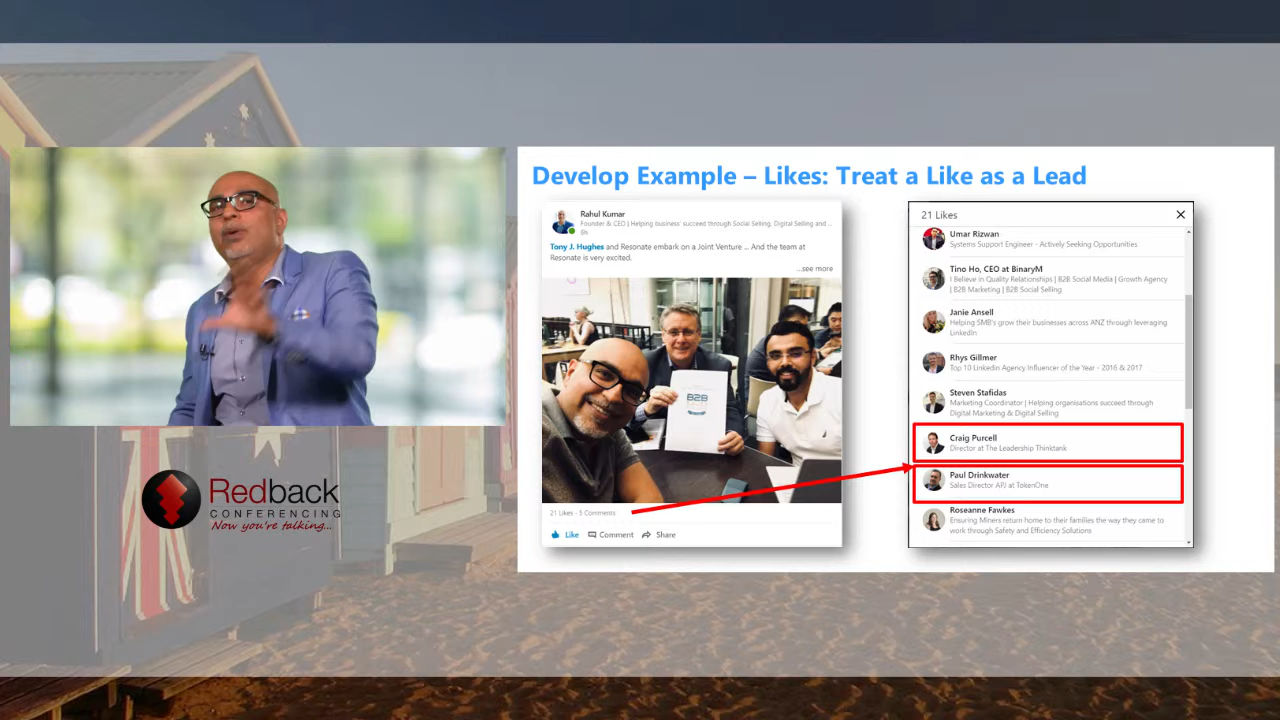 Develop Example – Likes: Treat a Like as a Lead
Rahul Kumar
Founder & CEO | Helping business' succeed through Social Selling, Digital Selling and ...
6h
Tony J. Hughes and Resonate embark on a Joint Venture ... And the team at
Resonate is very excited.
...see more
B2B
21 Likes - 5 Comments
Like
Comment
Share
21 Likes
Umar Rizwan
Systems Support Engineer - Actively Seeking Opportunities
Tino Ho, CEO at BinaryM
I Believe in Quality Relationships | B2B Social Media | Growth Agency
| B2B Marketing | B2B Social Selling
Janie Ansell
Helping SMB's grow their businesses across ANZ through leveraging
LinkedIn
Rhys Gillmer
Top 10 Linkedin Agency Influencer of the Year - 2016 & 2017
Steven Stafidas
Marketing Coordinator | Helping organisations succeed through
Digital Marketing & Digital Selling
Craig Purcell
Director at The Leadership Thinktank
Paul Drinkwater
Sales Director APJ at TokenOne
Roseanne Fawkes
Ensuring Miners return home to their families the way they came to
work through Safety and Efficiency Solutions
Redback
CONFERENCING
Now you're talking...